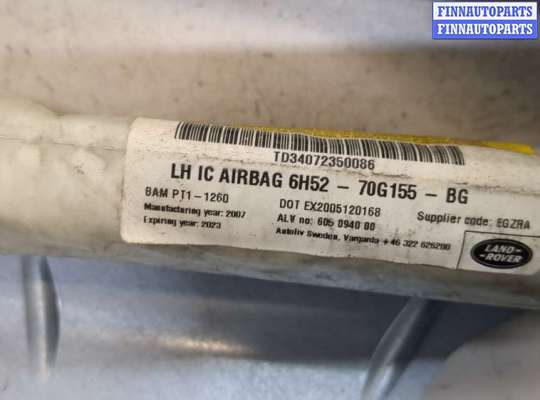 FINNAUTOPARTS
FINNAUTOPARTS
TD34072350086
LH IC AIRBAG 6H52 - 70G155 - BG
BAM PT1-1260 DOT EX2005120168 Supplier code: EGZRA
Manufacturing year: 2007 ALV no: 605 0940 00
Expiring year: 2023 Autoliv Sweden, Vargarda +46 322 626200
LAND-
ROVER